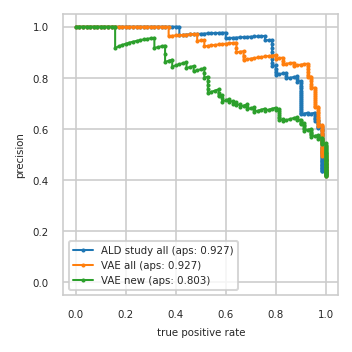 1.0
0.8
0.6
0.4
0.2
0.0
precision
ALD study all (aps: 0.927)
VAE all (aps: 0.927)
VAE new (aps: 0.803)
0.0 0.2 0.4 0.6 0.8 1.0
true positive rate